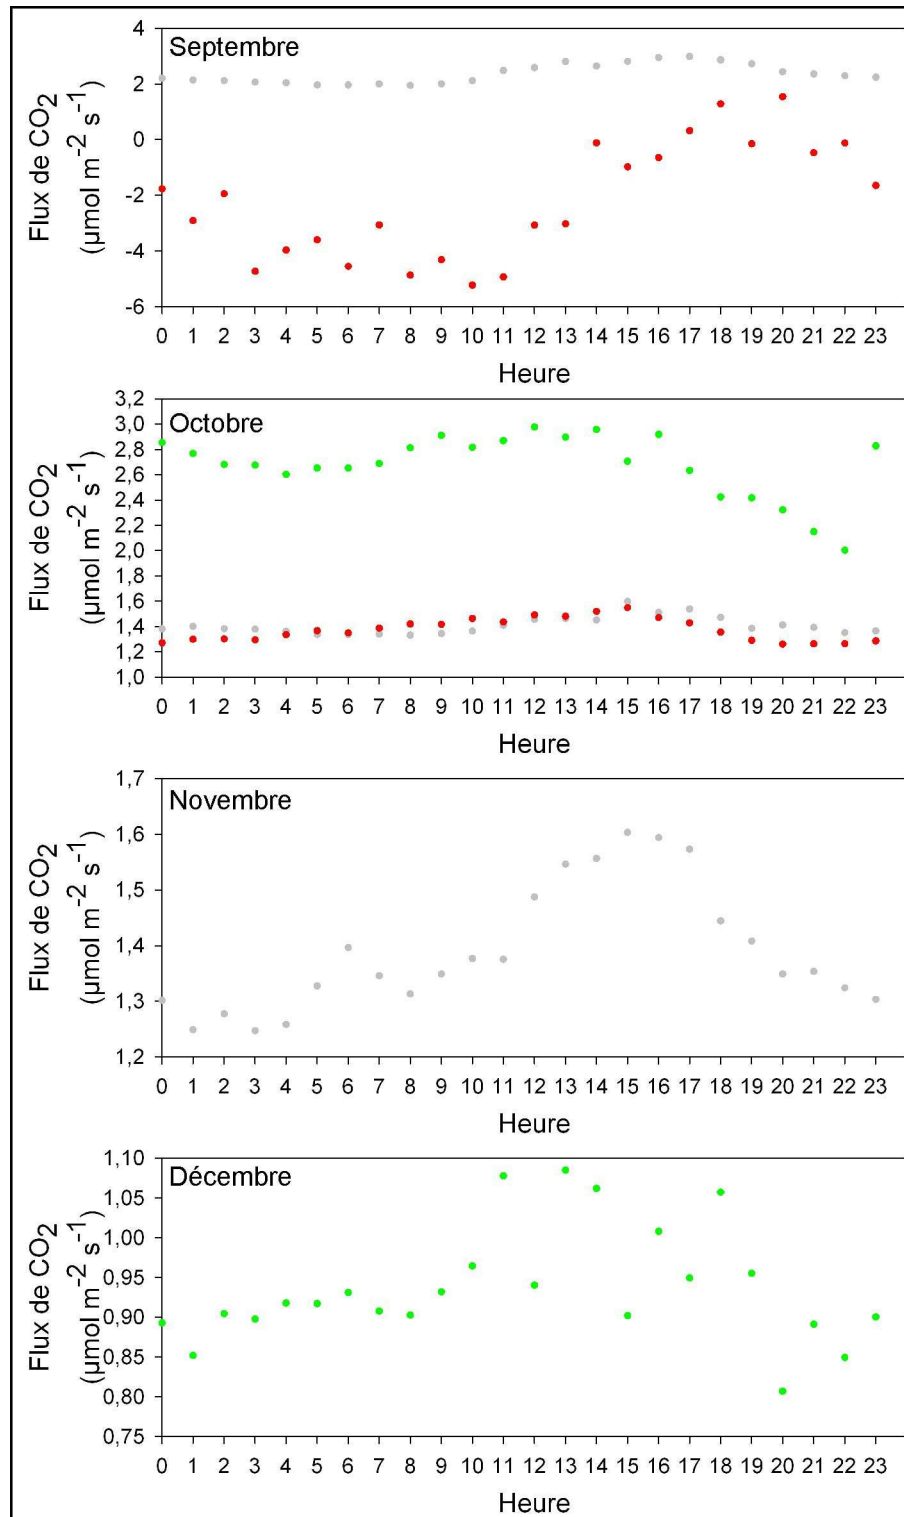 Septembre
Flux de CO2
(µmol m-2 s-1)
4
2
0
-2
-4
-6
0 1 2 3 4 5 6 7 8 9 10 11 12 13 14 15 16 17 18 19 20 21 22 23
Heure
Octobre
Flux de CO2
(µmol m-2 s-1)
3,2
3,0
2,8
2,6
2,4
2,2
2,0
1,8
1,6
1,4
1,2
1,0
0 1 2 3 4 5 6 7 8 9 10 11 12 13 14 15 16 17 18 19 20 21 22 23
Heure
Novembre
Flux de CO2
(µmol m-2 s-1)
1,7
1,6
1,5
1,4
1,3
1,2
0 1 2 3 4 5 6 7 8 9 10 11 12 13 14 15 16 17 18 19 20 21 22 23
Heure
Décembre
Flux de CO2
(µmol m-2 s-1)
1,10
1,05
1,00
0,95
0,90
0,85
0,80
0,75
0 1 2 3 4 5 6 7 8 9 10 11 12 13 14 15 16 17 18 19 20 21 22 23
Heure